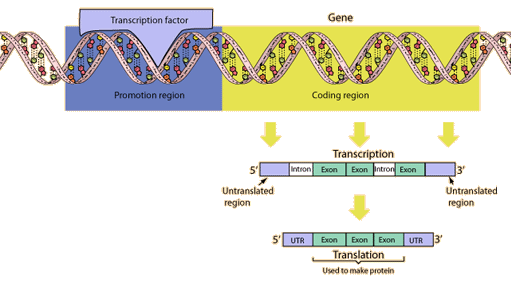 Transcription factor
Gene
Promotion region
Coding region
Transcription
5' Intron Exon Exon Intron Exon 3'
Untranslated region
Untranslated region
5' UTR Exon Exon Exon UTR 3'
Translation
Used to make protein